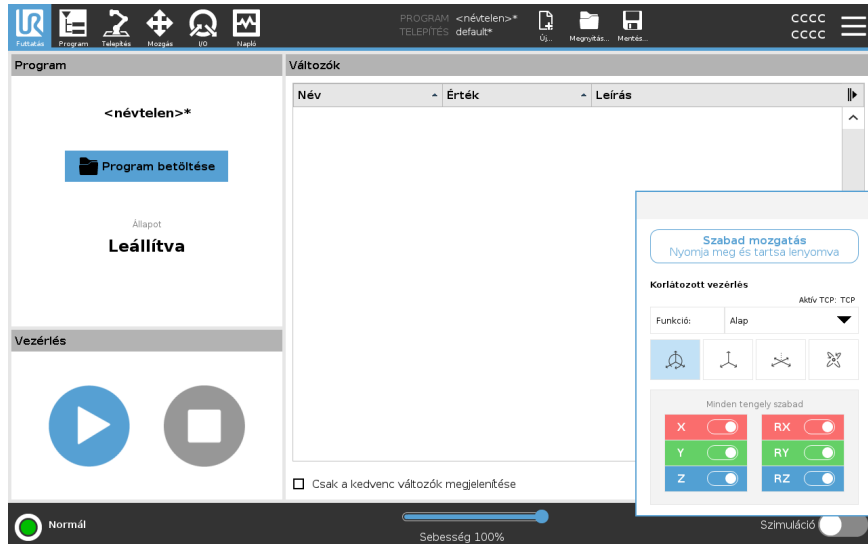 Futtatás
Program
Telepítés
Mozgás
I/O
Napló
PROGRAM <névtelen>*
TELEPÍTÉS default*
Új...
Megnyitás...
Mentés...
cccc
cccc
Program
<névtelen>*
Program betöltése
Állapot
Leállítva
Vezérlés
Változók
Név
Érték
Leírás
Csak a kedvenc változók megjelenítése
Szabad mozgatás
Nyomja meg és tartsa lenyomva
Korlátozott vezérlés
Aktív TCP: TCP
Funkció: Alap
Minden tengely szabad
X RX
Y RY
Z RZ
Normál
Sebesség 100%
Szimuláció